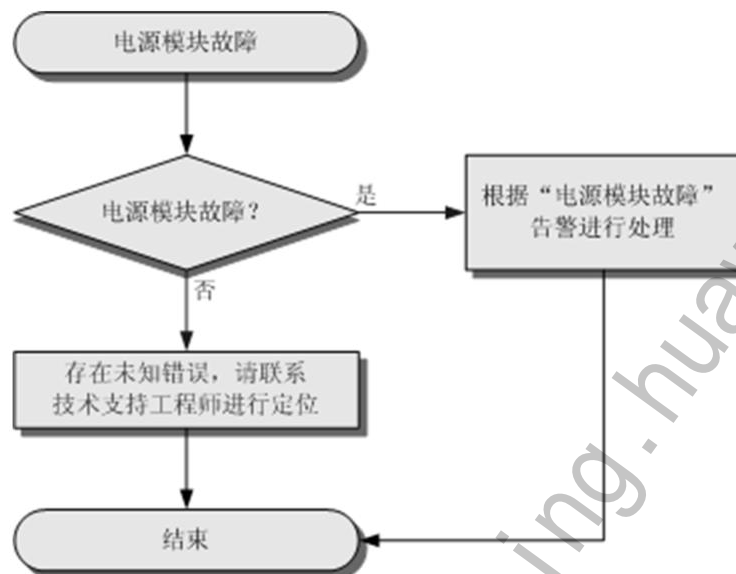 电源模块故障
电源模块故障？
是
根据“电源模块故障”
告警进行处理
否
存在未知错误，请联系
技术支持工程师进行定位
结束
ing.hua